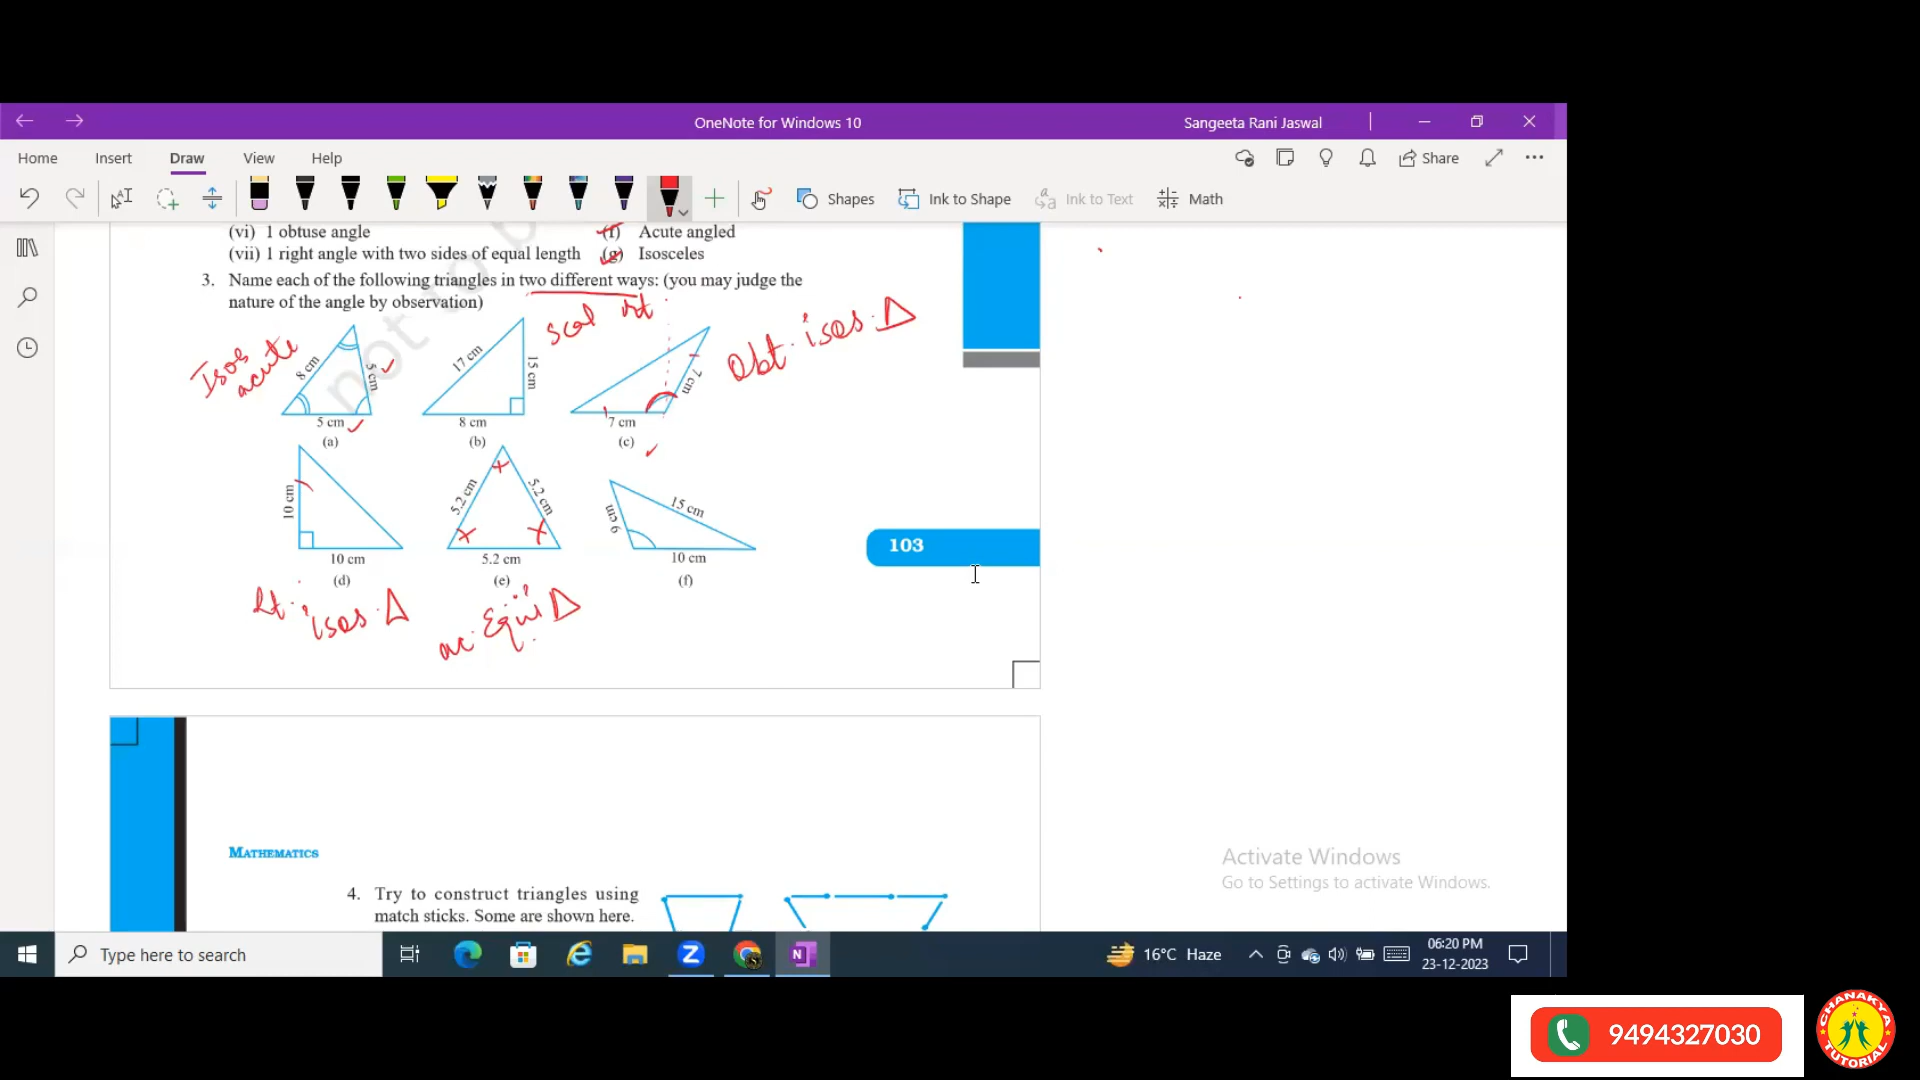 OneNote for Windows 10
Sangeeta Rani Jaswal
Home Insert Draw View Help
Share
Shapes Ink to Shape Ink to Text Math
(vi) 1 obtuse angle (f) Acute angled
(vii) 1 right angle with two sides of equal length (g) Isosceles
3. Name each of the following triangles in two different ways: (you may judge the
nature of the angle by observation)
not to b
Isos
acute
8 cm
5 cm
5 cm
(a)
scal rt
17 cm
15 cm
8 cm
(b)
Obt. isos. Δ
7 cm
7 cm
(c)
10 cm
10 cm
(d)
rt. isos. Δ
5.2 cm
5.2 cm
5.2 cm
(e)
ac. Equi Δ
9 cm
15 cm
10 cm
(f)
103
MATHEMATICS
4. Try to construct triangles using
match sticks. Some are shown here.
Activate Windows
Go to Settings to activate Windows.
Type here to search
16°C Haze
06:20 PM
23-12-2023
9494327030
CHANAKYA
TUTORIAL